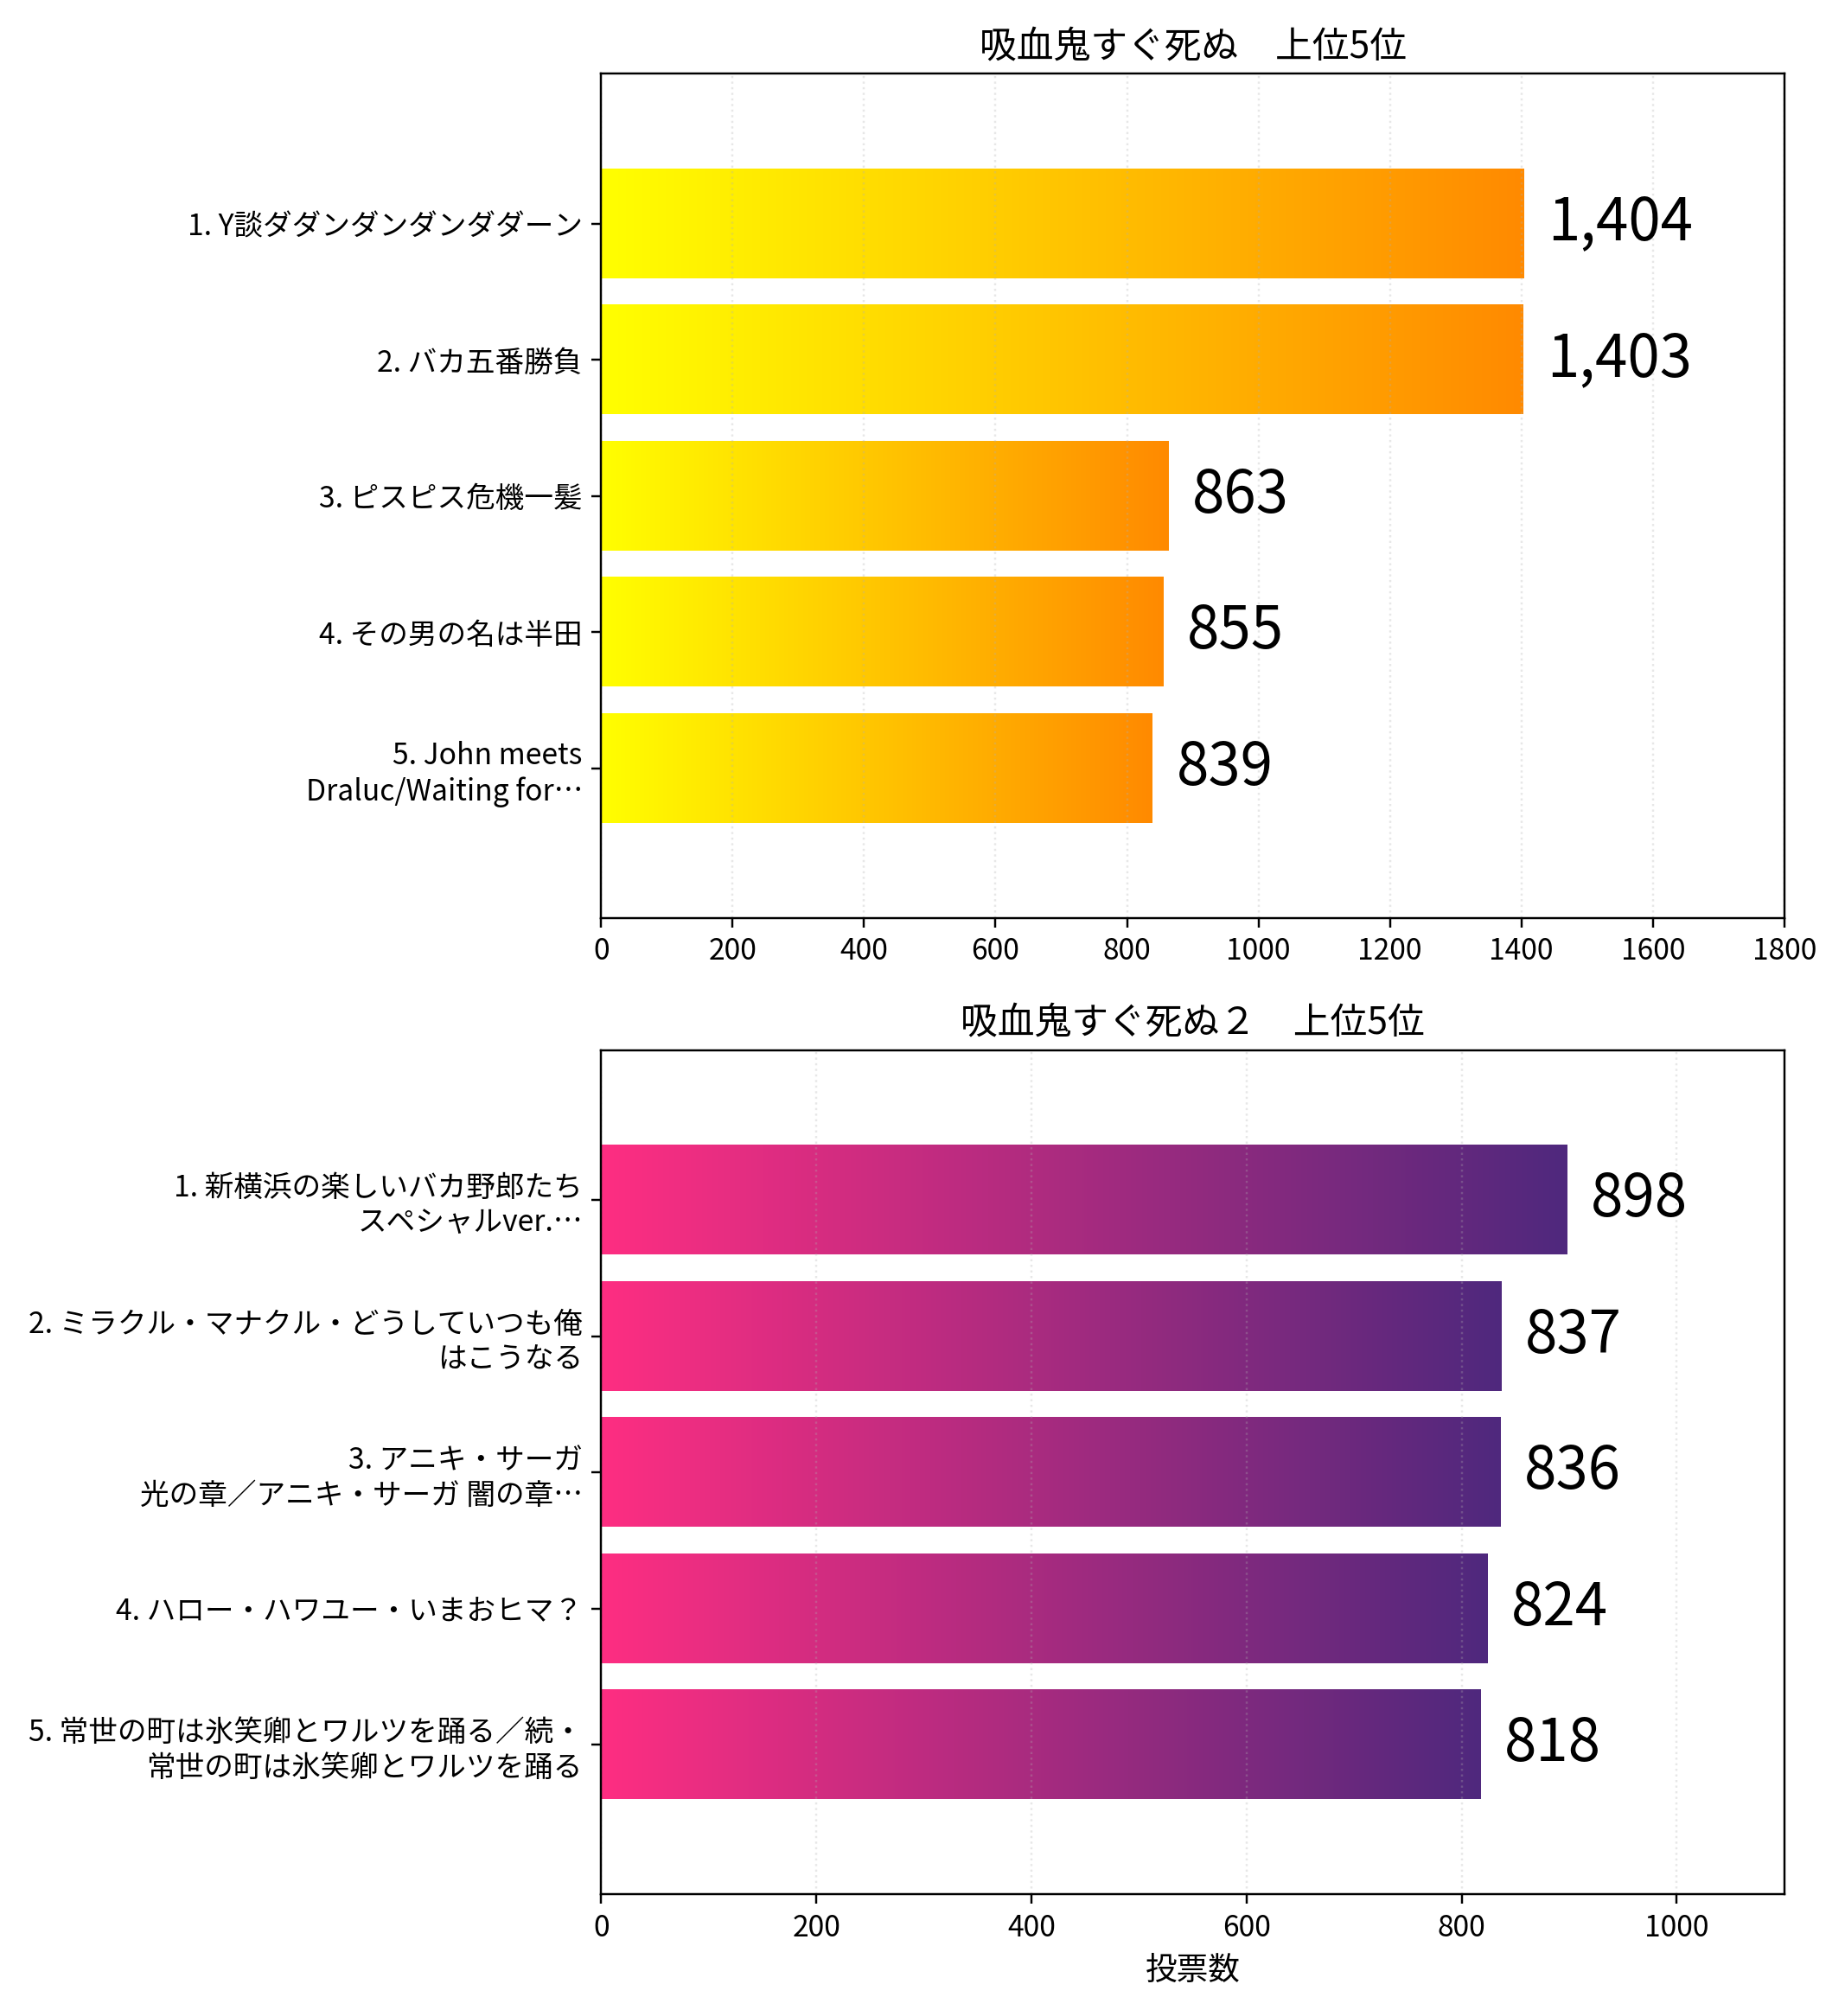 吸血鬼すぐ死ぬ　上位5位
1. Y談ダダンダンダンダダーン
1,404
2. バカ五番勝負
1,403
3. ピスピス危機一髪
863
4. その男の名は半田
855
5. John meets
Draluc/Waiting for…
839
0 200 400 600 800 1000 1200 1400 1600 1800
吸血鬼すぐ死ぬ２　上位5位
1. 新横浜の楽しいバカ野郎たち
スペシャルver.…
898
2. ミラクル・マナクル・どうしていつも俺
はこうなる
837
3. アニキ・サーガ
光の章／アニキ・サーガ 闇の章…
836
4. ハロー・ハワユー・いまおヒマ？
824
5. 常世の町は氷笑卿とワルツを踊る／続・
常世の町は氷笑卿とワルツを踊る
818
0 200 400 600 800 1000
投票数